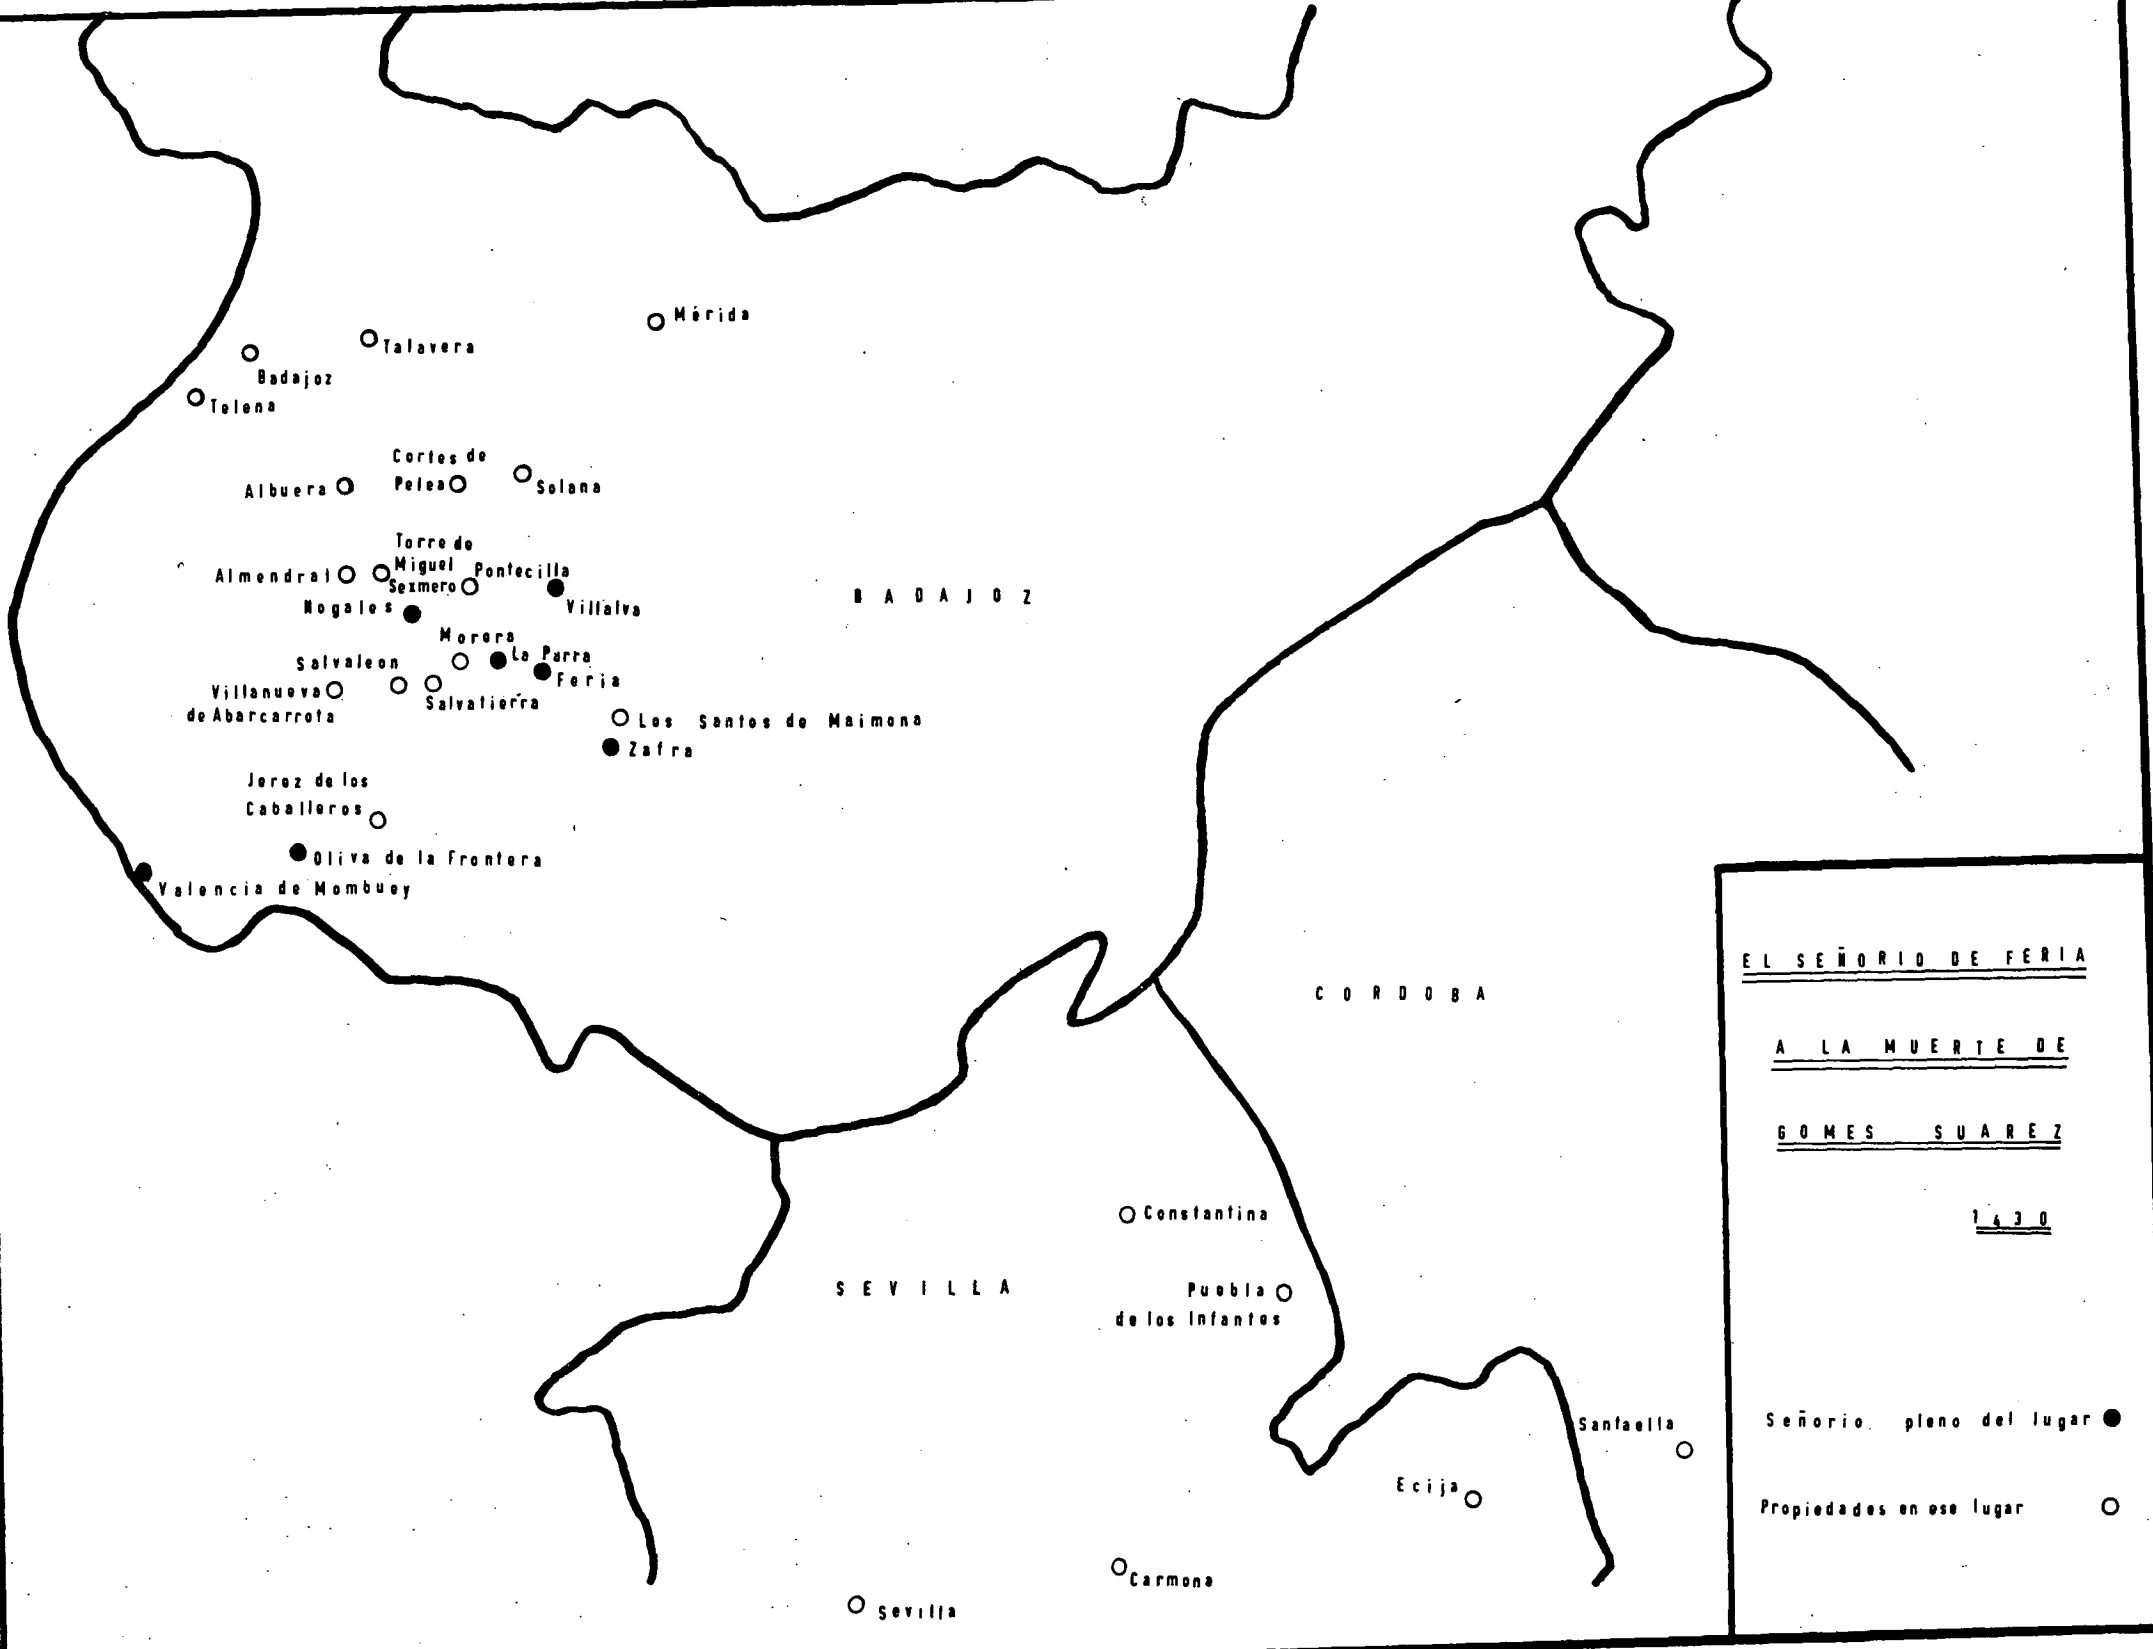 Mérida
Talavera
Badajoz
Telena
Cortes de
Pelea
Albuera
Solana
Torre de
Miguel
Sexmero
Pontecilla
Almendral
Nogales
Villalva
BADAJOZ
Morera
La Parra
Feria
Salvaleon
Salvatierra
Villanueva
de Abarcarrota
Los Santos de Maimona
Zafra
Jerez de los
Caballeros
Oliva de la Frontera
Valencia de Mombuey
CORDOBA
Constantina
SEVILLA
Puebla
de los Infantes
Santaella
Ecija
Carmona
Sevilla
EL SEÑORIO DE FERIA
A LA MUERTE DE
GOMES SUAREZ
1430
Señorio pleno del lugar
Propiedades en ese lugar